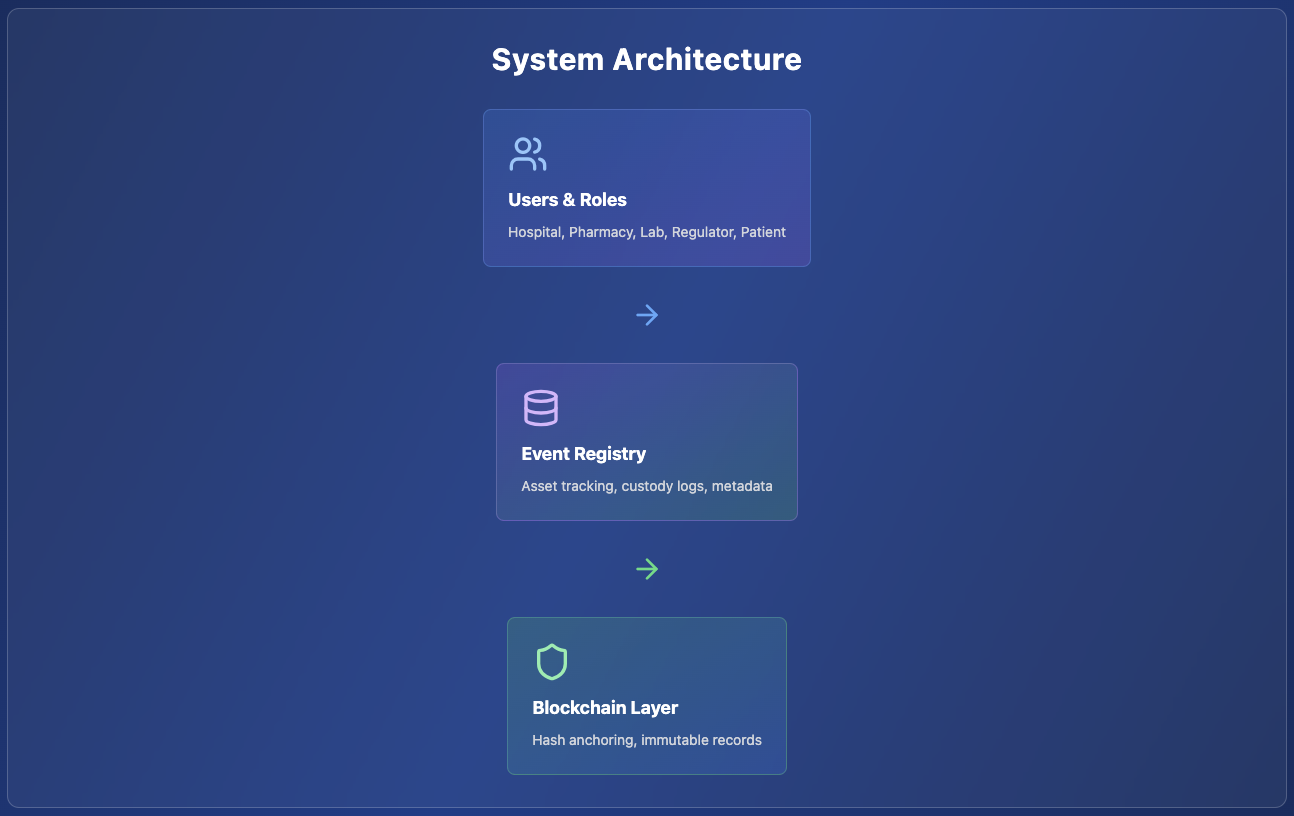 System Architecture
Users & Roles
Hospital, Pharmacy, Lab, Regulator, Patient
Event Registry
Asset tracking, custody logs, metadata
Blockchain Layer
Hash anchoring, immutable records